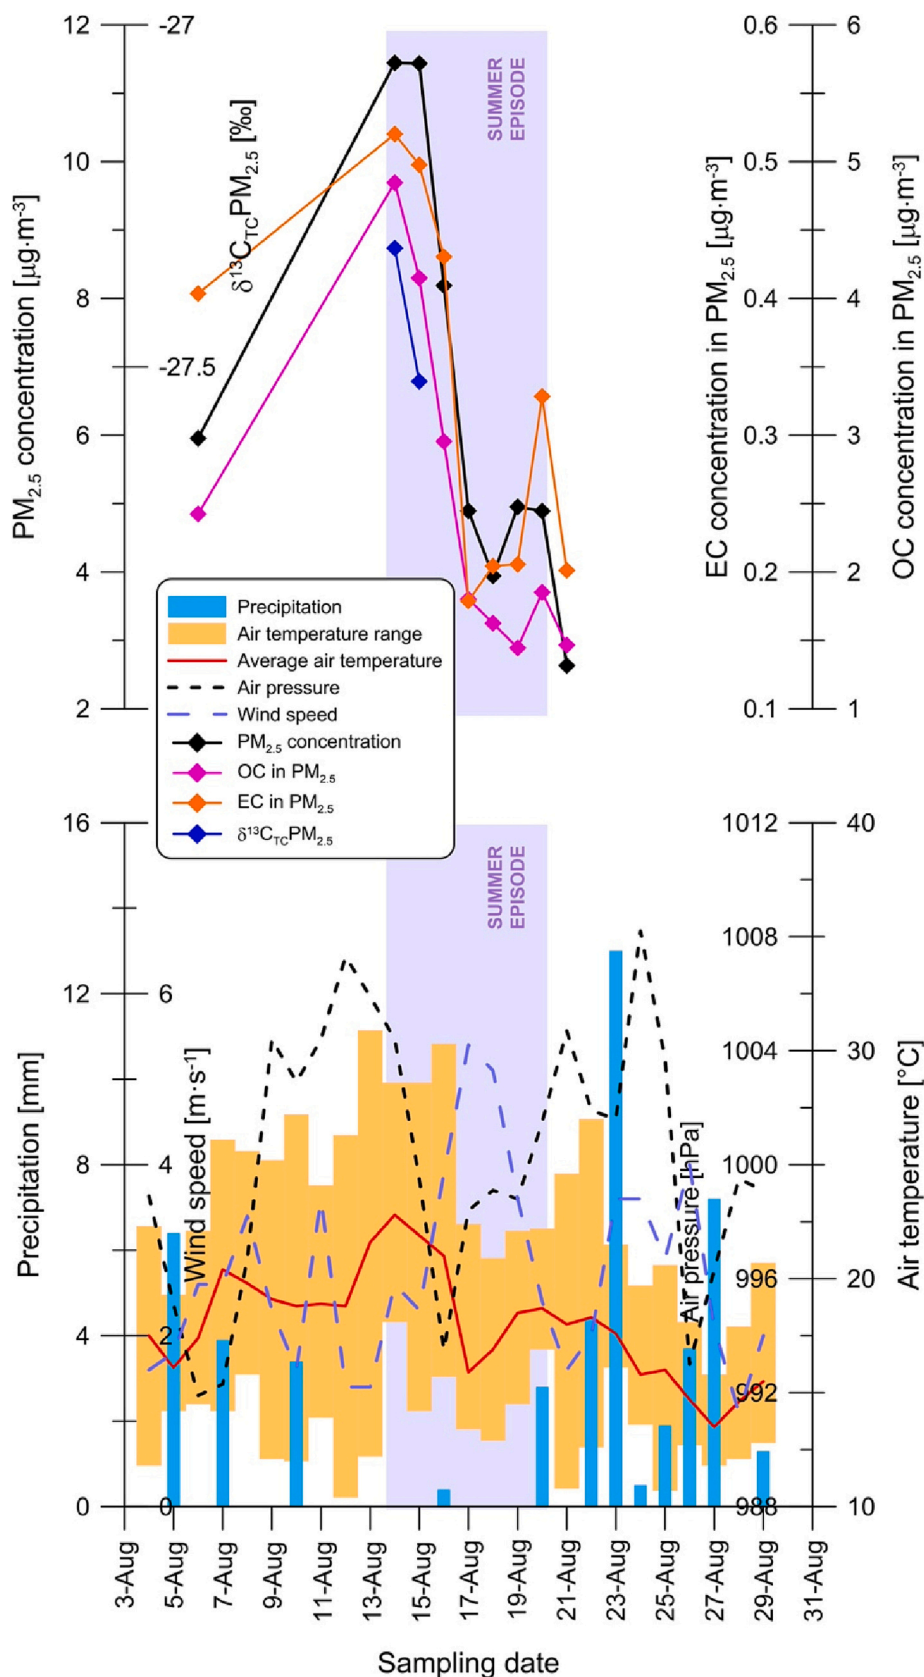 12
10
8
6
4
2
PM2.5 concentration [µg·m-3]
-27
-27.5
δ13CTCPM2.5 [‰]
SUMMER
EPISODE
0.6
0.5
0.4
0.3
0.2
0.1
EC concentration in PM2.5 [µg·m-3]
6
5
4
3
2
1
OC concentration in PM2.5 [µg·m-3]
Precipitation
Air temperature range
Average air temperature
Air pressure
Wind speed
PM2.5 concentration
OC in PM2.5
EC in PM2.5
δ13CTCPM2.5
16
12
8
4
0
Precipitation [mm]
6
4
2
0
Wind speed [m·s-1]
SUMMER
EPISODE
1012
1008
1004
1000
996
992
988
Air pressure [hPa]
40
30
20
10
Air temperature [°C]
3-Aug
5-Aug
7-Aug
9-Aug
11-Aug
13-Aug
15-Aug
17-Aug
19-Aug
21-Aug
23-Aug
25-Aug
27-Aug
29-Aug
31-Aug
Sampling date